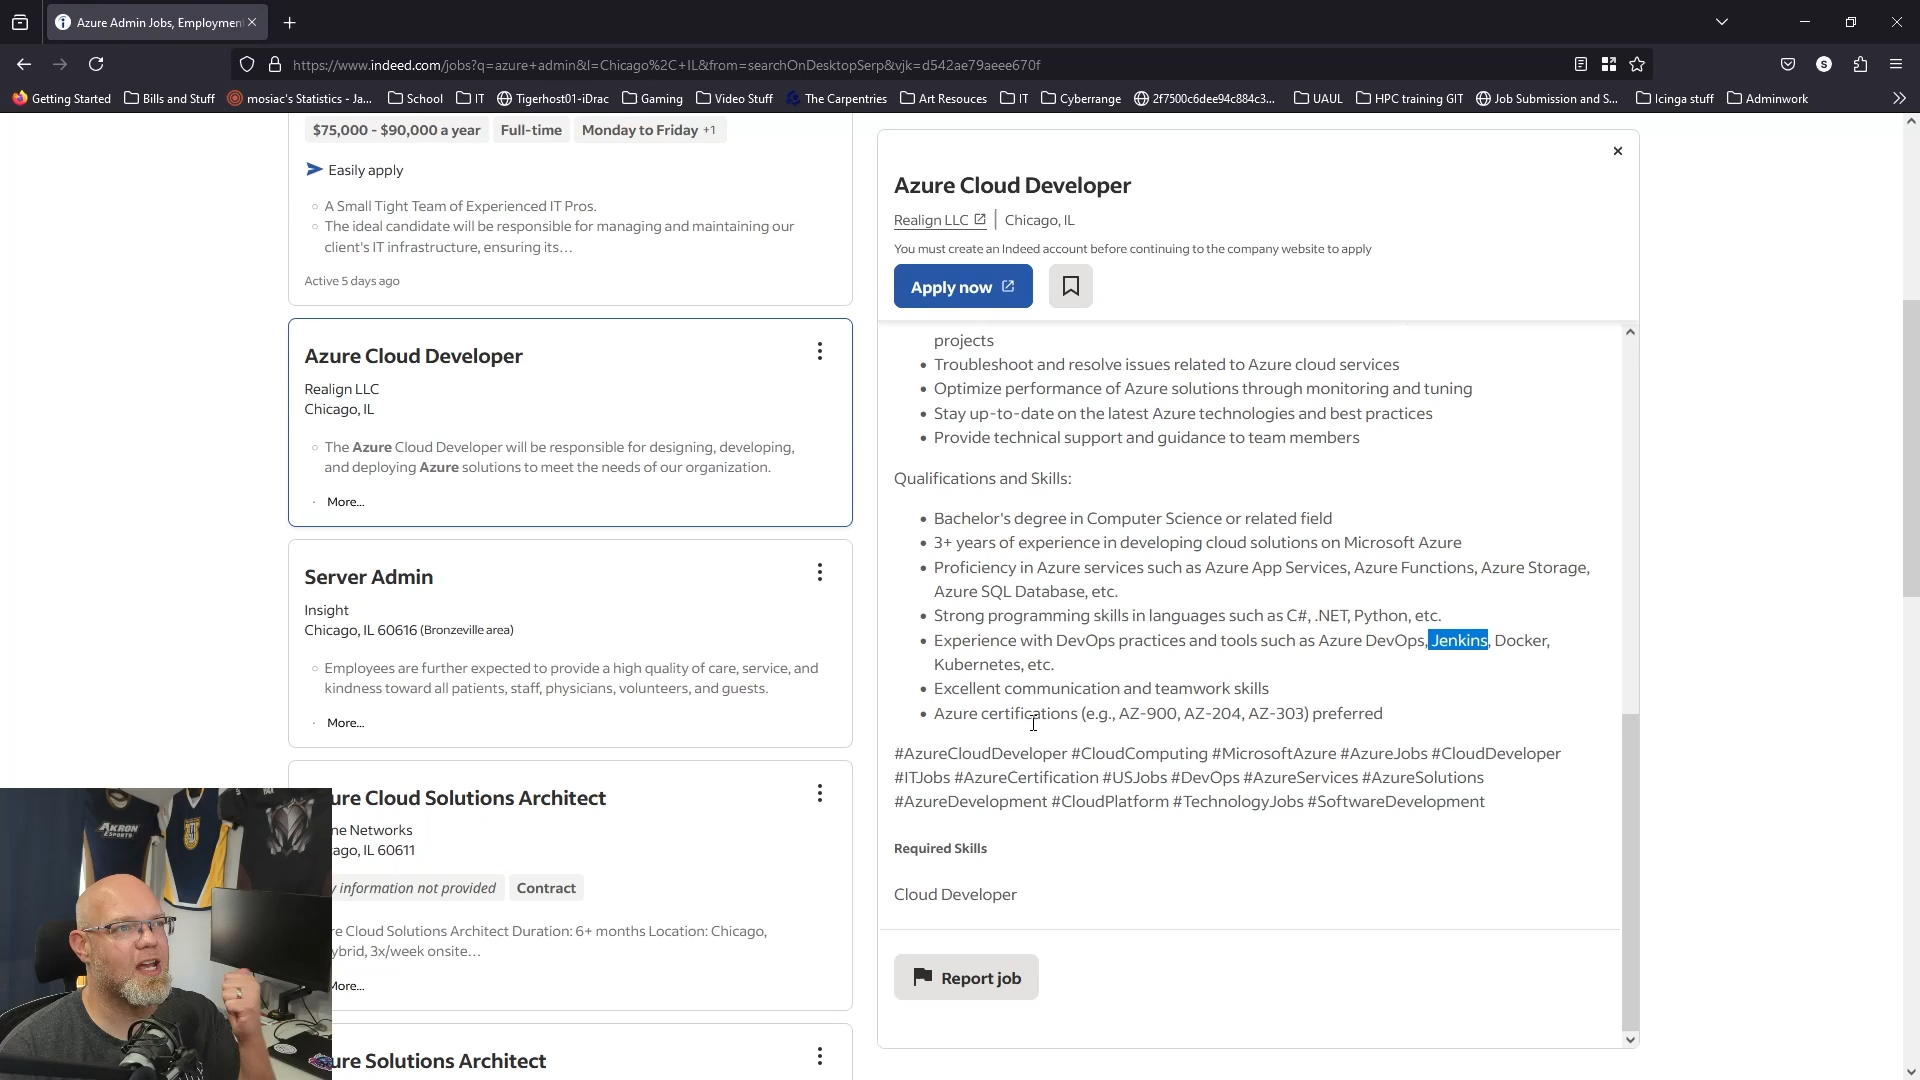 Azure Admin Jobs, Employmen
https://www.indeed.com/jobs?q=azure+admin&l=Chicago%2C+IL&from=searchOnDesktopSerp&vjk=d542ae79aeee670f
S
Getting Started
Bills and Stuff
mosiac's Statistics - Ja...
School
IT
Tigerhost01-iDrac
Gaming
Video Stuff
The Carpentries
Art Resouces
IT
Cyberrange
2f7500c6dee94c884c3...
UAUL
HPC training GIT
Job Submission and S...
Icinga stuff
Adminwork
$75,000 - $90,000 a year
Full-time
Monday to Friday +1
Easily apply
A Small Tight Team of Experienced IT Pros.
The ideal candidate will be responsible for managing and maintaining our
client's IT infrastructure, ensuring its…
Active 5 days ago
Azure Cloud Developer
Realign LLC
Chicago, IL
The Azure Cloud Developer will be responsible for designing, developing,
and deploying Azure solutions to meet the needs of our organization.
More...
Server Admin
Insight
Chicago, IL 60616 (Bronzeville area)
Employees are further expected to provide a high quality of care, service, and
kindness toward all patients, staff, physicians, volunteers, and guests.
More...
ure Cloud Solutions Architect
ne Networks
ago, IL 60611
y information not provided
Contract
re Cloud Solutions Architect Duration: 6+ months Location: Chicago,
ybrid, 3x/week onsite…
More...
ure Solutions Architect
AKRON
ESPORTS
Azure Cloud Developer
Realign LLC
Chicago, IL
You must create an Indeed account before continuing to the company website to apply
Apply now
projects
Troubleshoot and resolve issues related to Azure cloud services
Optimize performance of Azure solutions through monitoring and tuning
Stay up-to-date on the latest Azure technologies and best practices
Provide technical support and guidance to team members
Qualifications and Skills:
Bachelor's degree in Computer Science or related field
3+ years of experience in developing cloud solutions on Microsoft Azure
Proficiency in Azure services such as Azure App Services, Azure Functions, Azure Storage,
Azure SQL Database, etc.
Strong programming skills in languages such as C#, .NET, Python, etc.
Experience with DevOps practices and tools such as Azure DevOps, Jenkins, Docker,
Kubernetes, etc.
Excellent communication and teamwork skills
Azure certifications (e.g., AZ-900, AZ-204, AZ-303) preferred
#AzureCloudDeveloper #CloudComputing #MicrosoftAzure #AzureJobs #CloudDeveloper
#ITJobs #AzureCertification #USJobs #DevOps #AzureServices #AzureSolutions
#AzureDevelopment #CloudPlatform #TechnologyJobs #SoftwareDevelopment
Required Skills
Cloud Developer
Report job